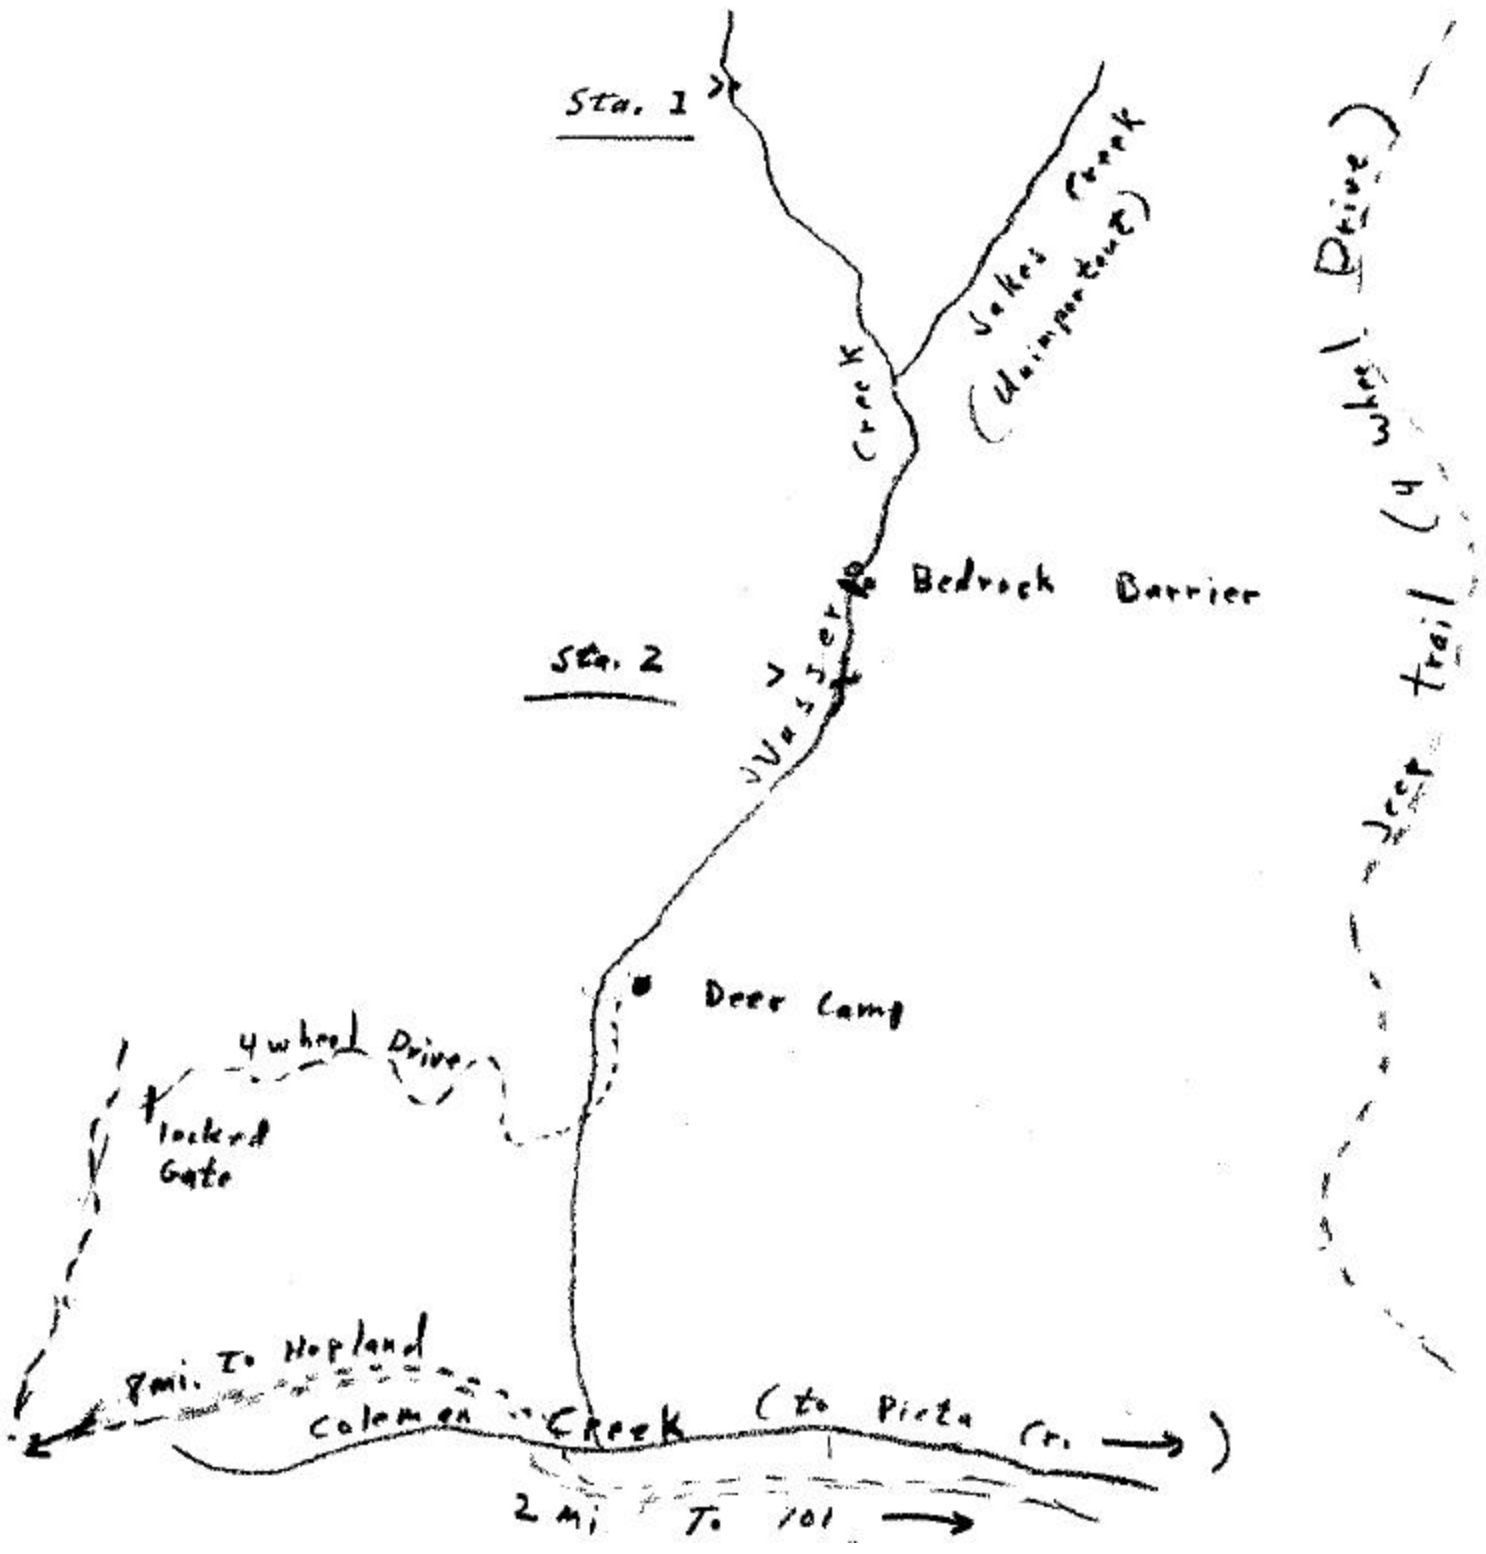 Sta. 1
Jakes Creek
(Unimportant)
Jeep trail (4 wheel Drive)
Vasser Creek
Bedrock Barrier
Sta. 2
Deer Camp
4 wheel Drive
locked
Gate
8 mi. To Hopland
Coleman Creek (to Pieta Cr. → )
2 Mi To 101 →